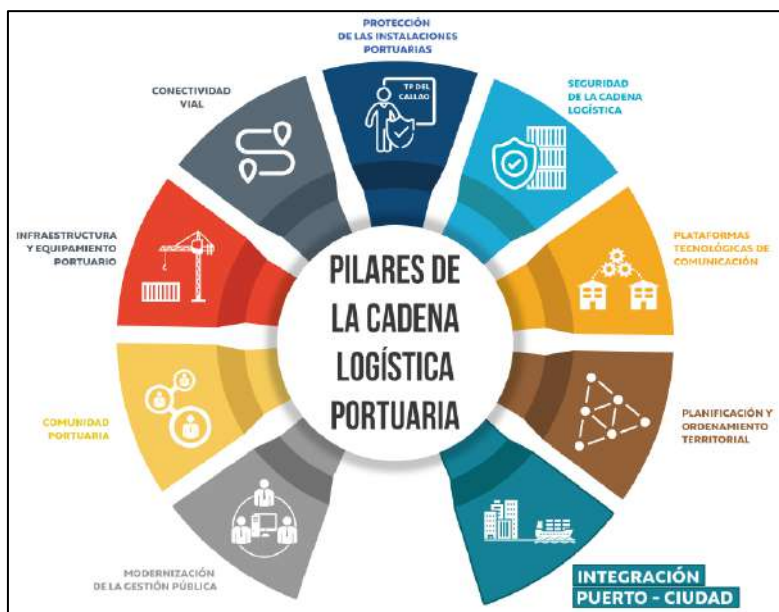 PROTECCIÓN
DE LAS INSTALACIONES
PORTUARIAS
CONECTIVIDAD
VIAL
TP DEL
CALLAO
SEGURIDAD
DE LA CADENA
LOGÍSTICA
INFRAESTRUCTURA
Y EQUIPAMIENTO
PORTUARIO
PLATAFORMAS
TECNOLÓGICAS DE
COMUNICACIÓN
PILARES DE
LA CADENA
LOGÍSTICA
PORTUARIA
COMUNIDAD
PORTUARIA
PLANIFICACIÓN Y
ORDENAMIENTO
TERRITORIAL
MODERNIZACIÓN
DE LA GESTIÓN PÚBLICA
INTEGRACIÓN
PUERTO - CIUDAD